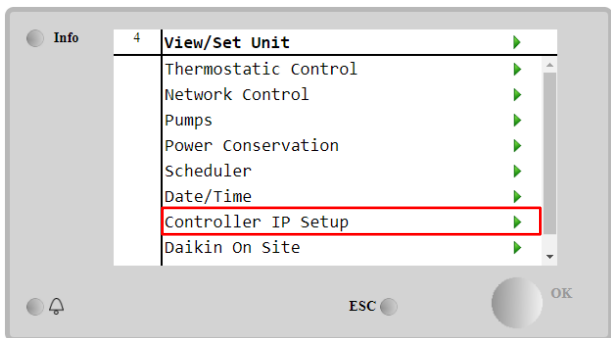 Info
4 View/Set Unit
Thermostatic Control
Network Control
Pumps
Power Conservation
Scheduler
Date/Time
Controller IP Setup
Daikin On Site
ESC
OK